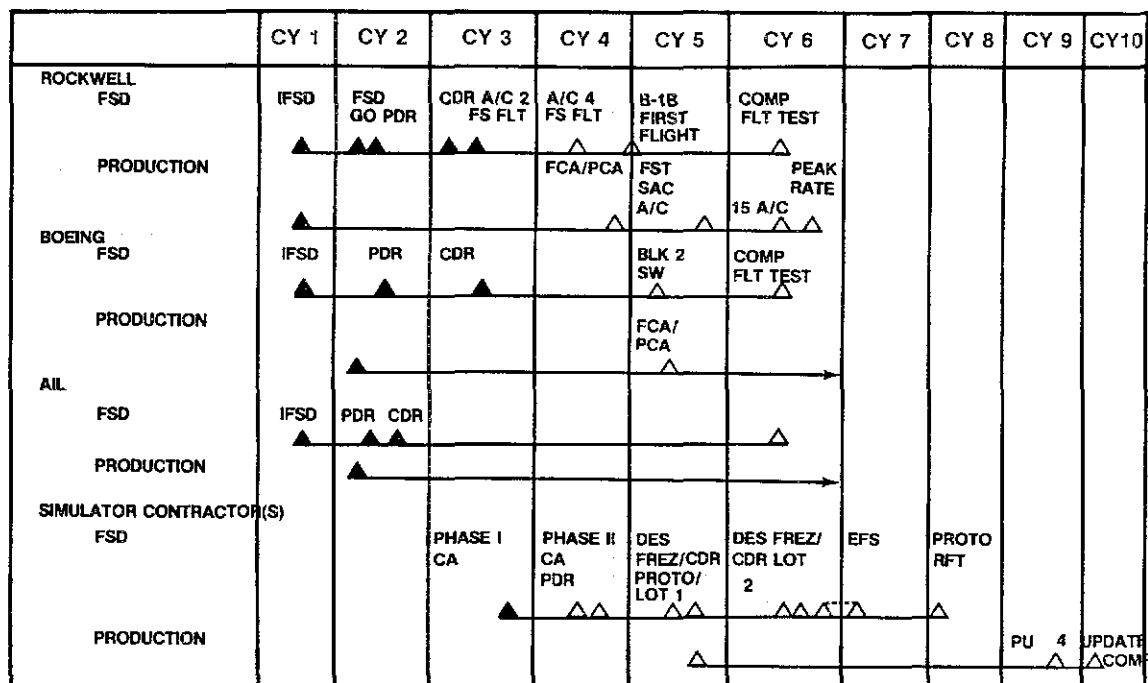 CY 1 CY 2 CY 3 CY 4 CY 5 CY 6 CY 7 CY 8 CY 9 CY10
ROCKWELL
FSD IFSD FSD CDR A/C 2 A/C 4 B-1B COMP
GO PDR FS FLT FS FLT FIRST FLT TEST
FLIGHT
PRODUCTION FCA/PCA FST PEAK
SAC RATE
A/C 15 A/C
BOEING
FSD IFSD PDR CDR BLK 2 COMP
SW FLT TEST
PRODUCTION FCA/
PCA
AIL
FSD IFSD PDR CDR
PRODUCTION
SIMULATOR CONTRACTOR(S)
FSD PHASE I PHASE II DES DES FREZ/ EFS PROTO
CA CA FREZ/CDR CDR LOT RFT
PDR PROTO/ 2
LOT 1
PRODUCTION PU 4 UPDATE
COMP